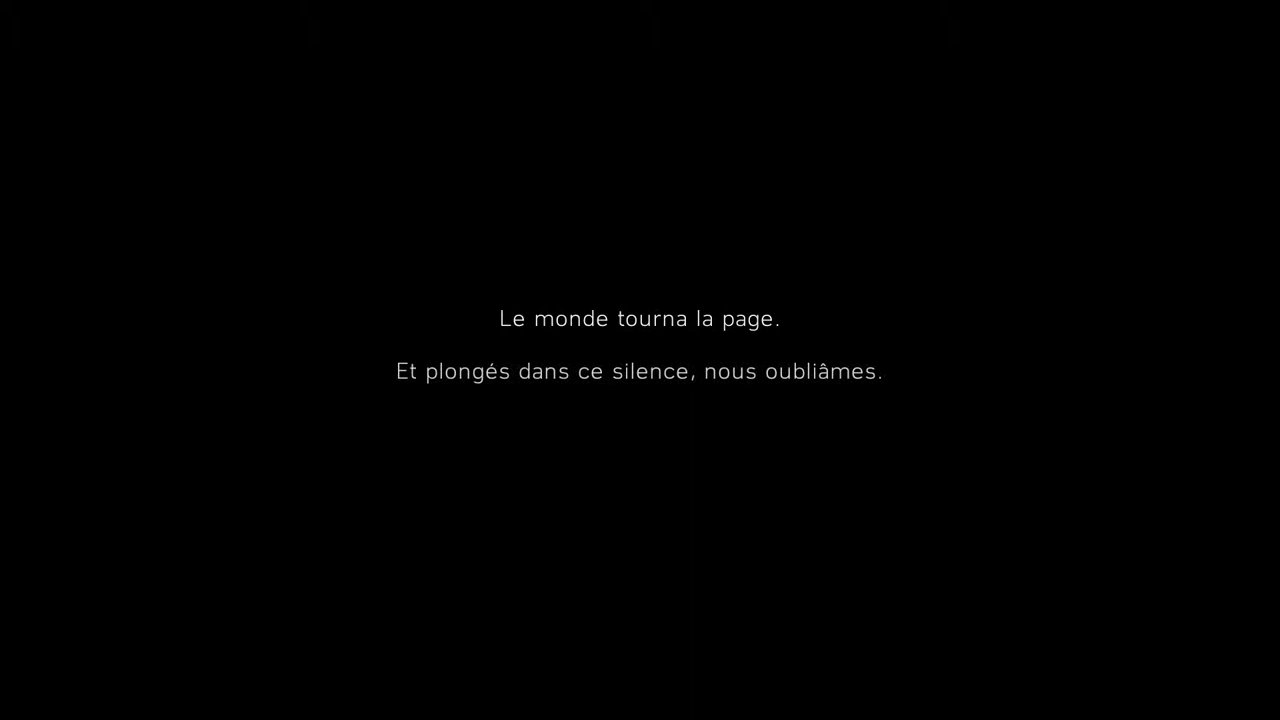 Le monde tourna la page.
Et plongés dans ce silence, nous oubliâmes.